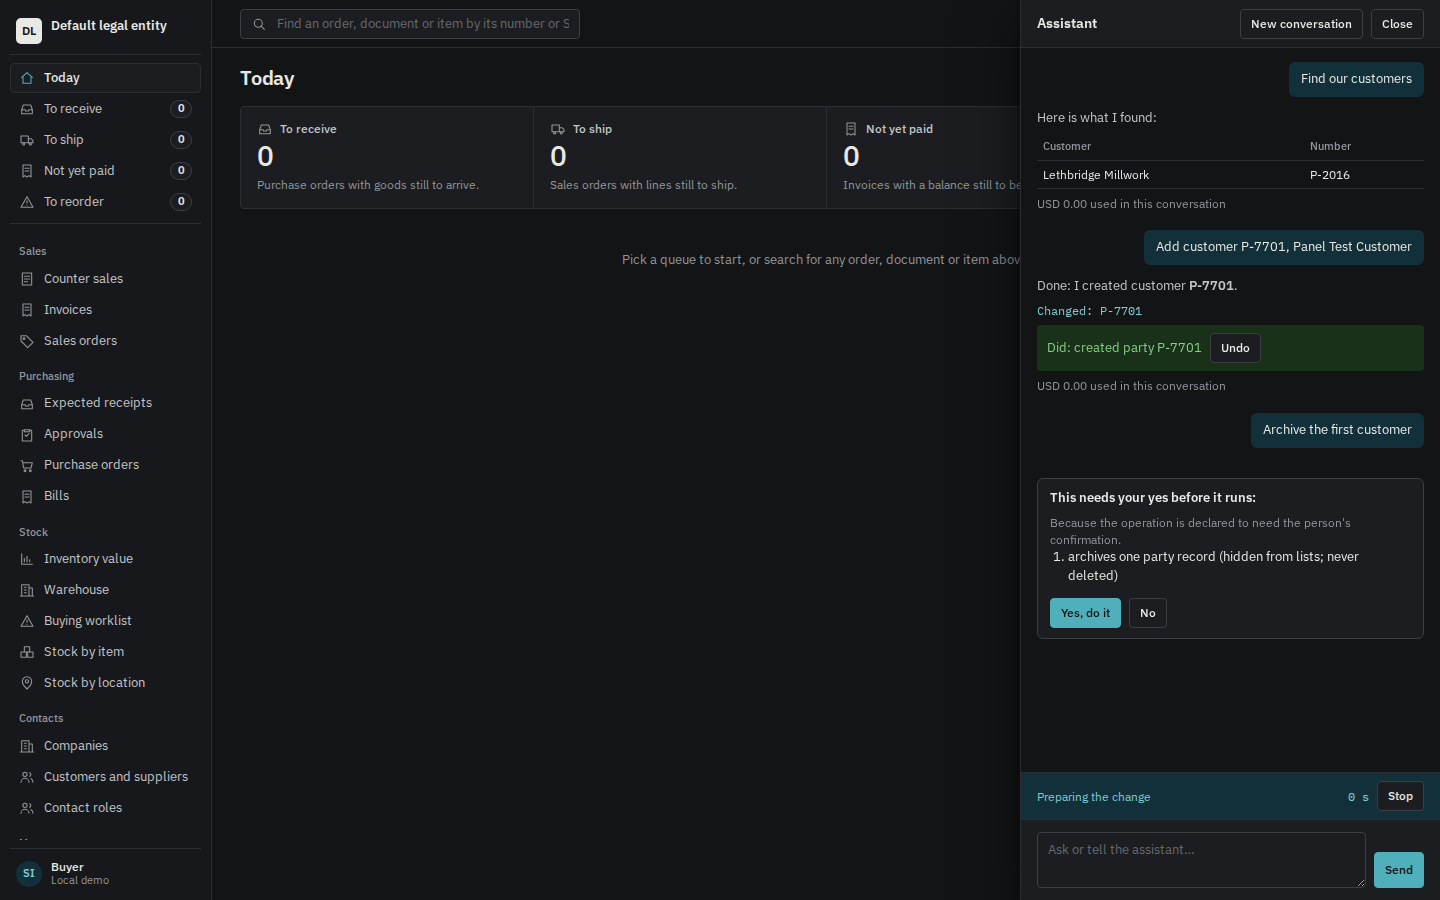 DL
Default legal entity
Today
To receive 0
To ship 0
Not yet paid 0
To reorder 0
Sales
Counter sales
Invoices
Sales orders
Purchasing
Expected receipts
Approvals
Purchase orders
Bills
Stock
Inventory value
Warehouse
Buying worklist
Stock by item
Stock by location
Contacts
Companies
Customers and suppliers
Contact roles
SI
Buyer
Local demo
Find an order, document or item by its number or S
Today
To receive
0
Purchase orders with goods still to arrive.
To ship
0
Sales orders with lines still to ship.
Not yet paid
0
Invoices with a balance still to be
Pick a queue to start, or search for any order, document or item abov
Assistant
New conversation
Close
Find our customers
Here is what I found:
Customer Number
Lethbridge Millwork P-2016
USD 0.00 used in this conversation
Add customer P-7701, Panel Test Customer
Done: I created customer P-7701.
Changed: P-7701
Did: created party P-7701 Undo
USD 0.00 used in this conversation
Archive the first customer
This needs your yes before it runs:
Because the operation is declared to need the person's
confirmation.
1. archives one party record (hidden from lists; never
deleted)
Yes, do it No
Preparing the change 0 s Stop
Ask or tell the assistant...
Send